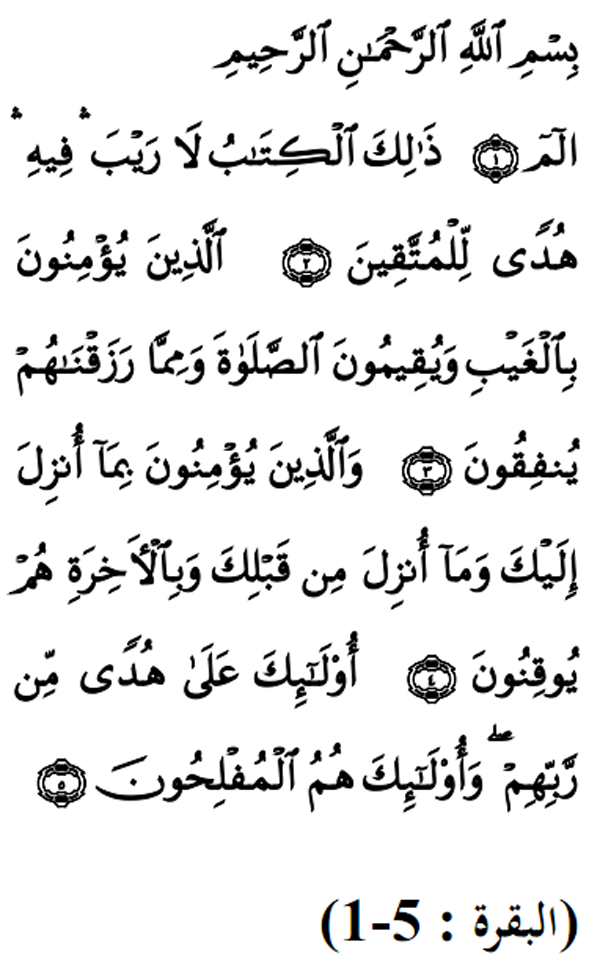 بِسْمِ ٱللَّهِ ٱلرَّحْمَـٰنِ ٱلرَّحِيمِ
الٓمٓ ۝١ ذَٰلِكَ ٱلْكِتَـٰبُ لَا رَيْبَ ۛ فِيهِ ۛ
هُدًى لِّلْمُتَّقِينَ ۝٢ ٱلَّذِينَ يُؤْمِنُونَ
بِٱلْغَيْبِ وَيُقِيمُونَ ٱلصَّلَوٰةَ وَمِمَّا رَزَقْنَـٰهُمْ
يُنفِقُونَ ۝٣ وَٱلَّذِينَ يُؤْمِنُونَ بِمَآ أُنزِلَ
إِلَيْكَ وَمَآ أُنزِلَ مِن قَبْلِكَ وَبِٱلْـَٔاخِرَةِ هُمْ
يُوقِنُونَ ۝٤ أُو۟لَـٰٓئِكَ عَلَىٰ هُدًى مِّن
رَّبِّهِمْ ۖ وَأُو۟لَـٰٓئِكَ هُمُ ٱلْمُفْلِحُونَ ۝٥
(البقرة : 5-1)